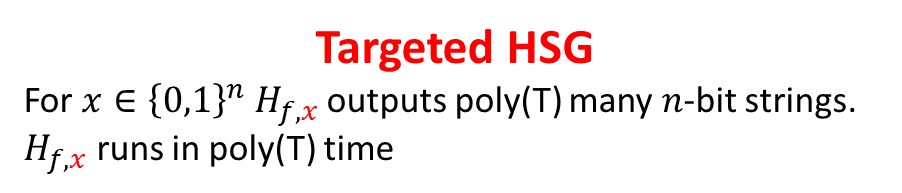 Targeted HSG
For 𝑥 ∈ {0,1}ⁿ 𝐻_{𝑓,𝑥} outputs poly(T) many 𝑛-bit strings.
𝐻_{𝑓,𝑥} runs in poly(T) time